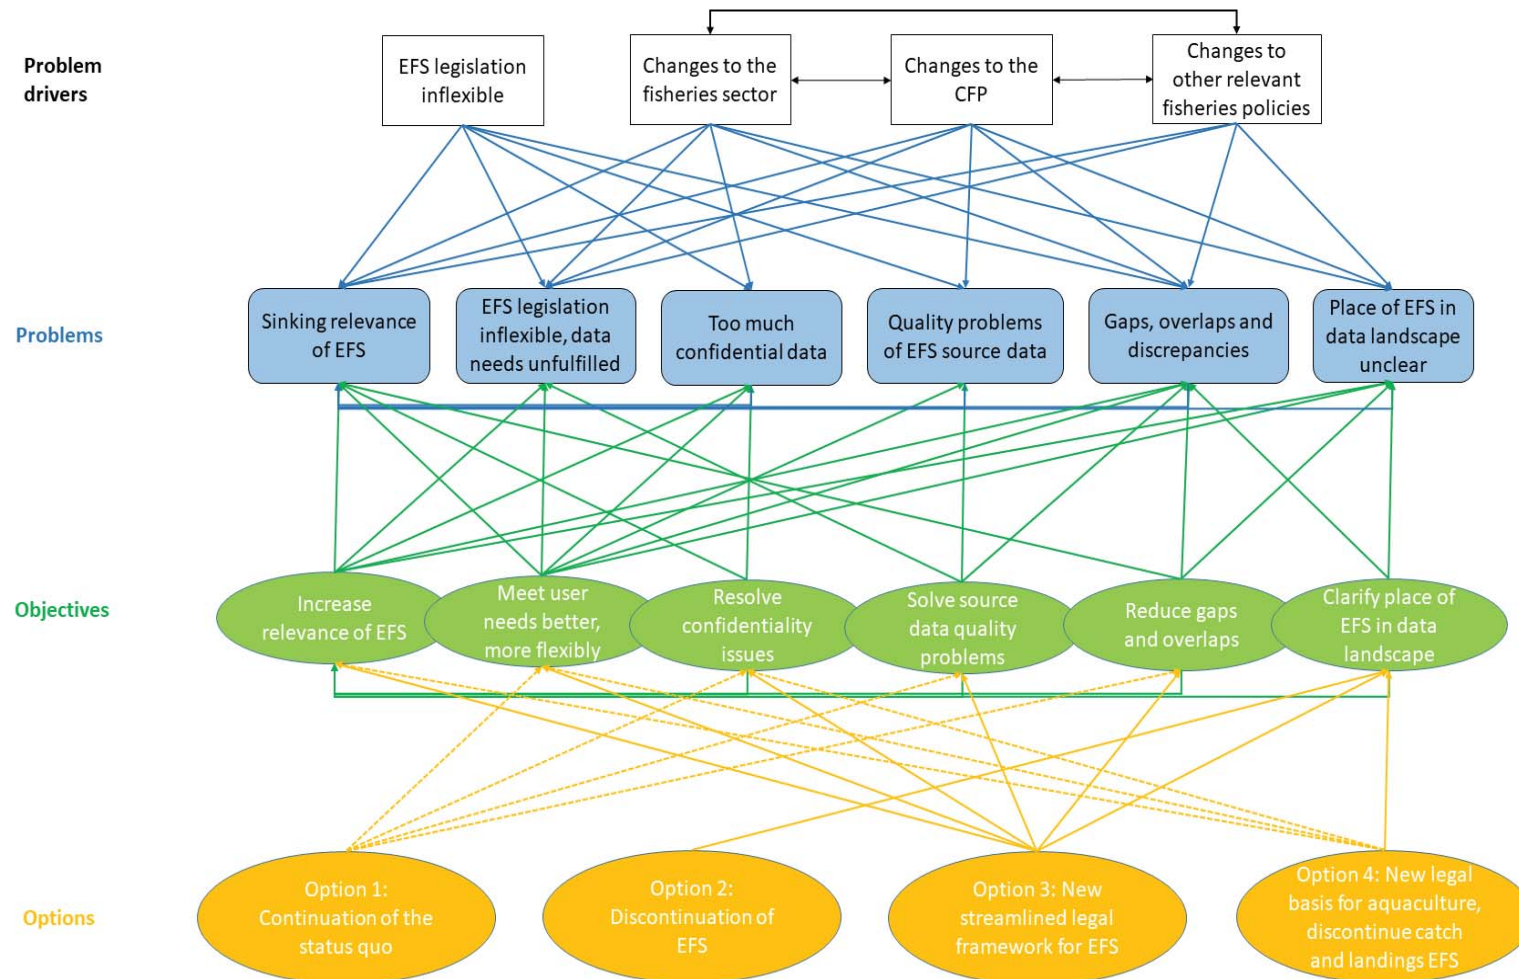 Problem
drivers
EFS legislation
inflexible
Changes to the
fisheries sector
Changes to the
CFP
Changes to
other relevant
fisheries policies
Problems
Sinking relevance
of EFS
EFS legislation
inflexible, data
needs unfulfilled
Too much
confidential data
Quality problems
of EFS source data
Gaps, overlaps and
discrepancies
Place of EFS in
data landscape
unclear
Objectives
Increase
relevance of EFS
Meet user
needs better,
more flexibly
Resolve
confidentiality
issues
Solve source
data quality
problems
Reduce gaps
and overlaps
Clarify place of
EFS in data
landscape
Options
Option 1:
Continuation of the
status quo
Option 2:
Discontinuation of
EFS
Option 3: New
streamlined legal
framework for EFS
Option 4: New legal
basis for aquaculture,
discontinue catch
and landings EFS